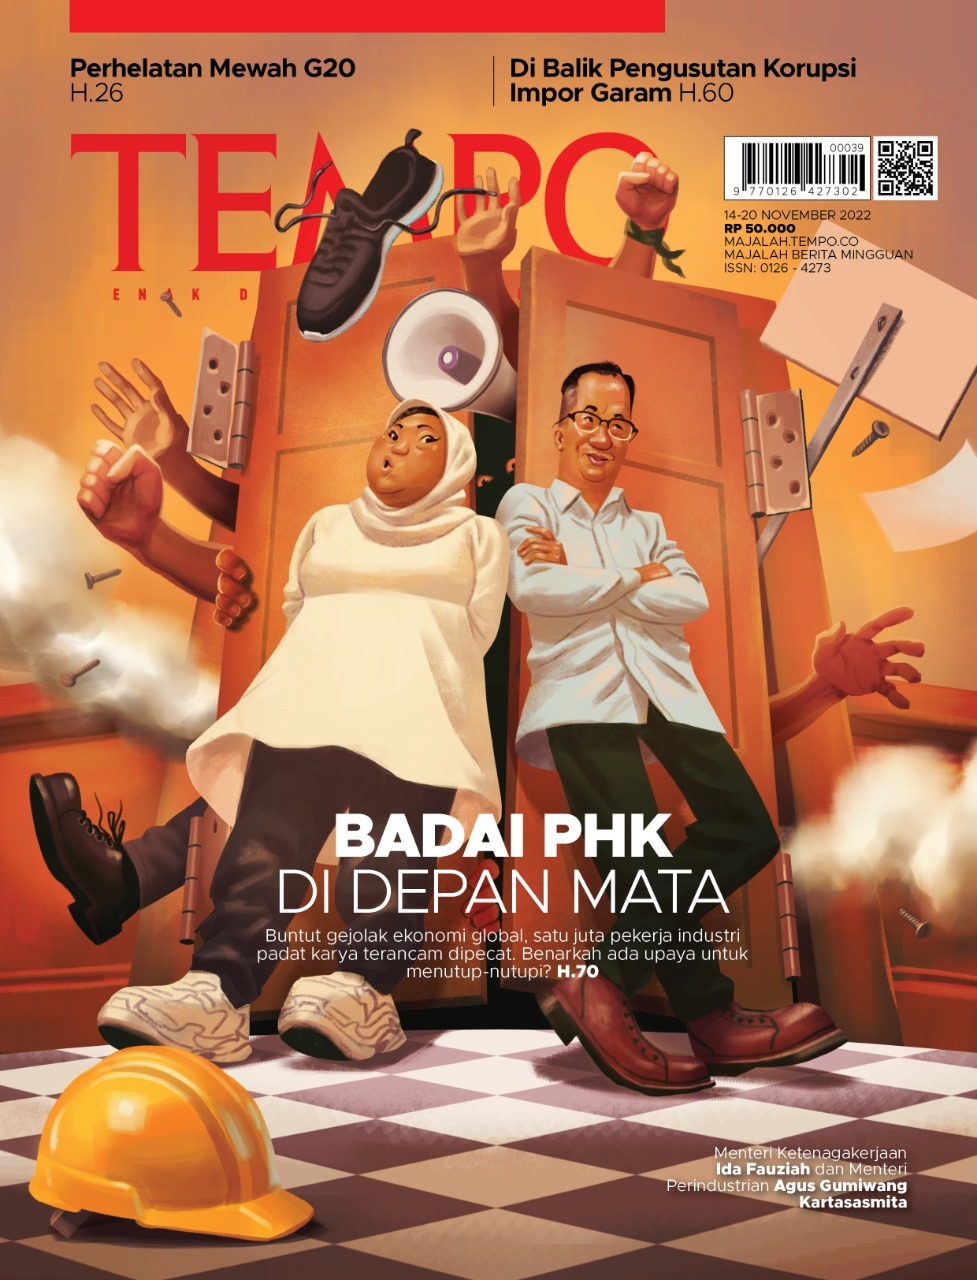 Perhelatan Mewah G20
H.26
Di Balik Pengusutan Korupsi
Impor Garam H.60
TEMPO
EN K D
00039
9 770126 427302
14-20 NOVEMBER 2022
RP 50.000
MAJALAH.TEMPO.CO
MAJALAH BERITA MINGGUAN
ISSN: 0126 - 4273
BADAI PHK
DI DEPAN MATA
Buntut gejolak ekonomi global, satu juta pekerja industri
padat karya terancam dipecat. Benarkah ada upaya untuk
menutup-nutupi? H.70
Menteri Ketenagakerjaan
Ida Fauziah dan Menteri
Perindustrian Agus Gumiwang
Kartasasmita